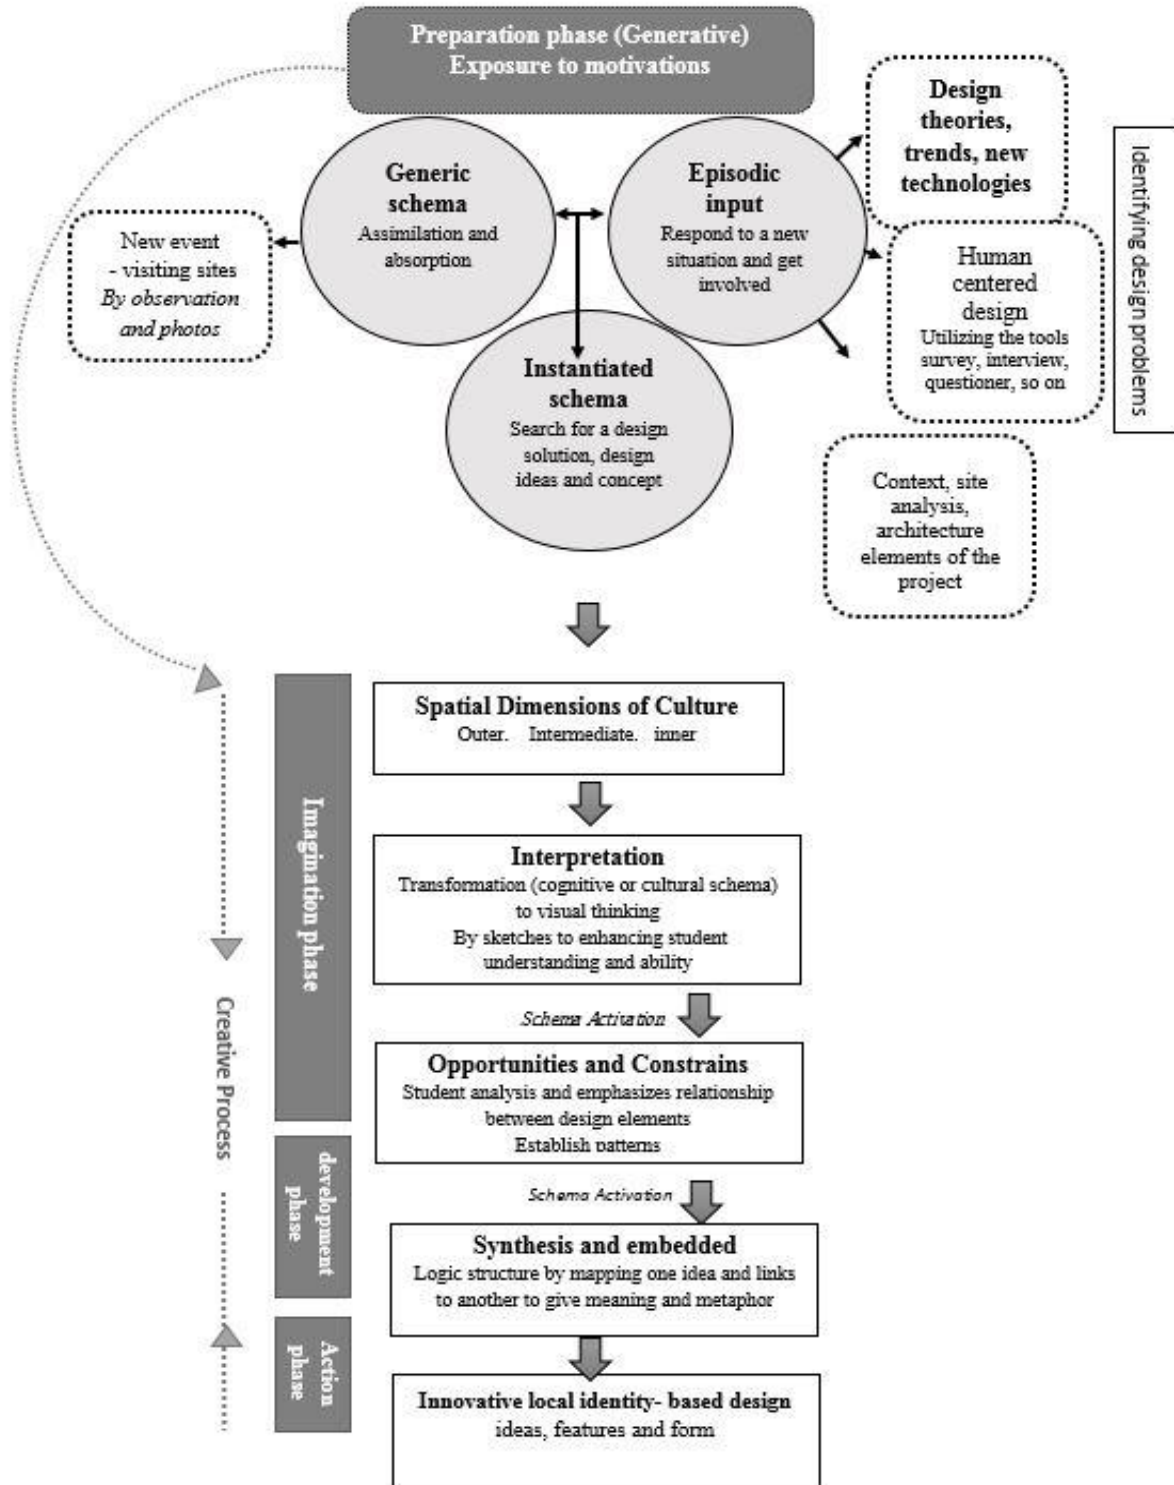 Preparation phase (Generative)
Exposure to motivations
Generic
schema
Assimilation and
absorption
Episodic
input
Respond to a new
situation and get
involved
Instantiated
schema
Search for a design
solution, design
ideas and concept
New event
- visiting sites
By observation
and photos
Design
theories,
trends, new
technologies
Human
centered
design
Utilizing the tools
survey, interview,
questioner, so on
Context, site
analysis,
architecture
elements of the
project
Identifying design problems
Spatial Dimensions of Culture
Outer. Intermediate. inner
Interpretation
Transformation (cognitive or cultural schema)
to visual thinking
By sketches to enhancing student
understanding and ability
Schema Activation
Opportunities and Constrains
Student analysis and emphasizes relationship
between design elements
Establish patterns
Schema Activation
Synthesis and embedded
Logic structure by mapping one idea and links
to another to give meaning and metaphor
Innovative local identity- based design
ideas, features and form
Imagination phase
development
phase
Action
phase
Creative Process